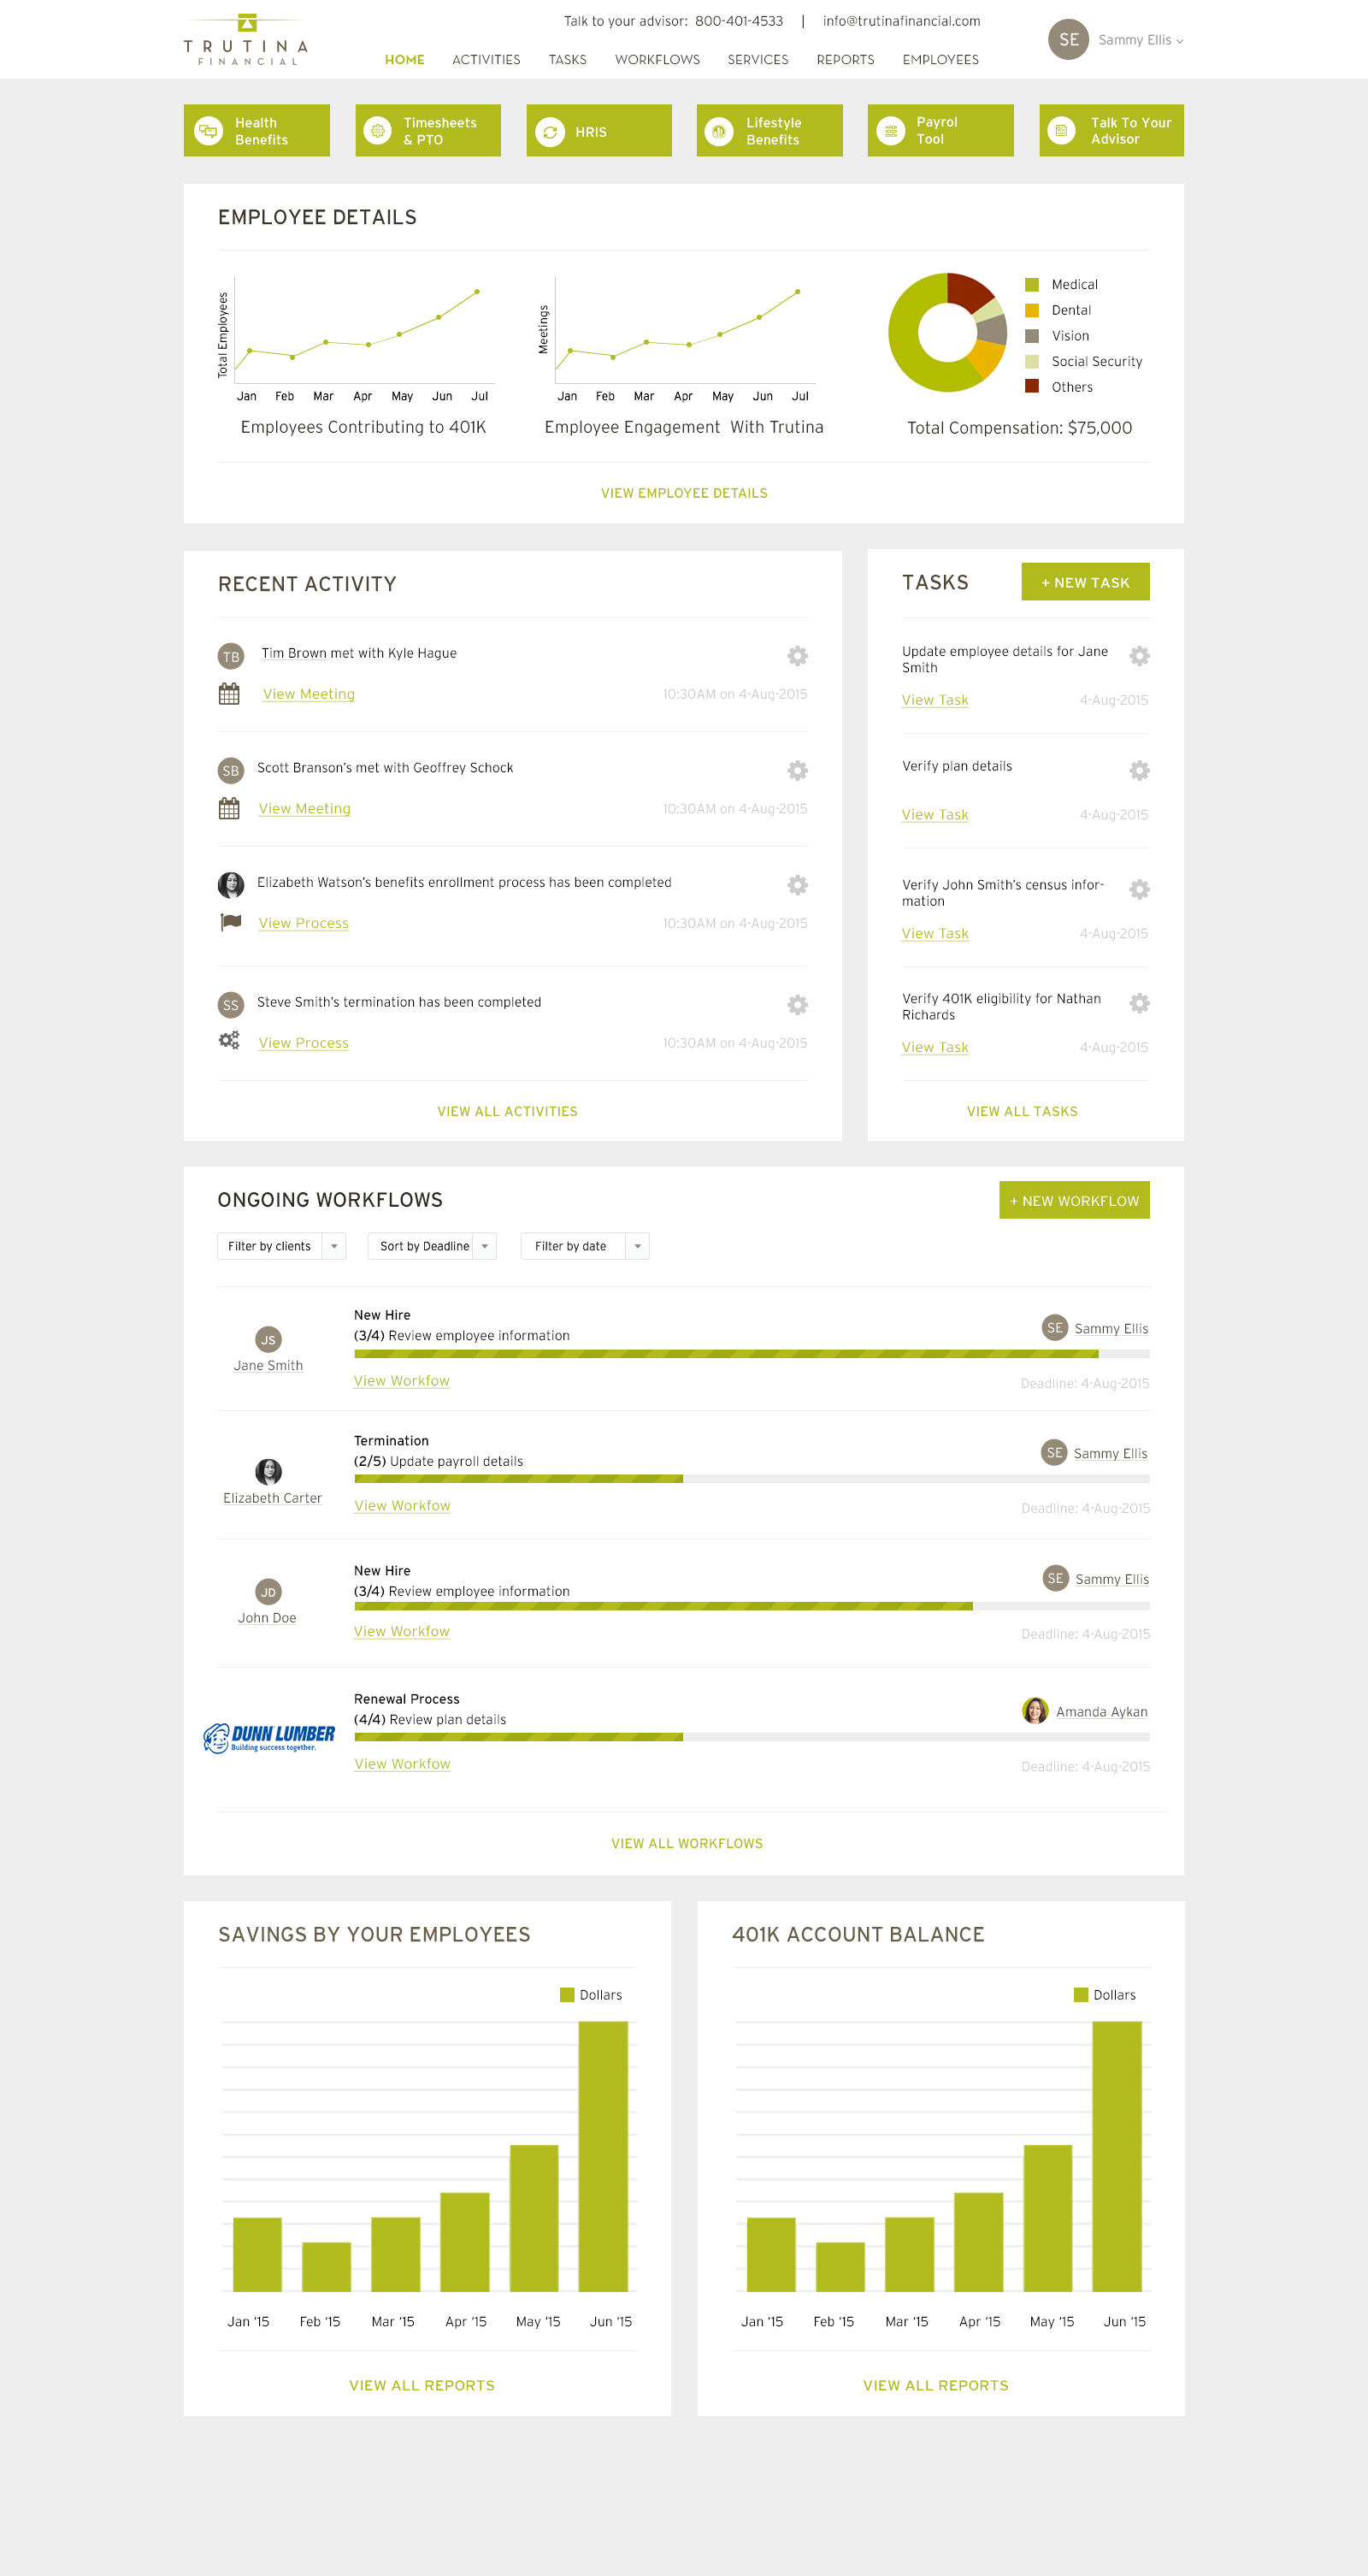 TRUTINA
FINANCIAL
Talk to your advisor: 800-401-4533 | info@trutinafinancial.com
HOME ACTIVITIES TASKS WORKFLOWS SERVICES REPORTS EMPLOYEES
SE Sammy Ellis
Health
Benefits
Timesheets
& PTO
HRIS
Lifestyle
Benefits
Payrol
Tool
Talk To Your
Advisor
EMPLOYEE DETAILS
Total Employees
Jan Feb Mar Apr May Jun Jul
Employees Contributing to 401K
Meetings
Jan Feb Mar Apr May Jun Jul
Employee Engagement With Trutina
Medical
Dental
Vision
Social Security
Others
Total Compensation: $75,000
VIEW EMPLOYEE DETAILS
RECENT ACTIVITY
TB Tim Brown met with Kyle Hague
View Meeting 10:30AM on 4-Aug-2015
SB Scott Branson's met with Geoffrey Schock
View Meeting 10:30AM on 4-Aug-2015
Elizabeth Watson's benefits enrollment process has been completed
View Process 10:30AM on 4-Aug-2015
SS Steve Smith's termination has been completed
View Process 10:30AM on 4-Aug-2015
VIEW ALL ACTIVITIES
TASKS
+ NEW TASK
Update employee details for Jane
Smith
View Task 4-Aug-2015
Verify plan details
View Task 4-Aug-2015
Verify John Smith's census infor-
mation
View Task 4-Aug-2015
Verify 401K eligibility for Nathan
Richards
View Task 4-Aug-2015
VIEW ALL TASKS
ONGOING WORKFLOWS
+ NEW WORKFLOW
Filter by clients Sort by Deadline Filter by date
JS
Jane Smith
New Hire
(3/4) Review employee information
SE Sammy Ellis
View Workfow Deadline: 4-Aug-2015
Elizabeth Carter
Termination
(2/5) Update payroll details
SE Sammy Ellis
View Workfow Deadline: 4-Aug-2015
JD
John Doe
New Hire
(3/4) Review employee information
SE Sammy Ellis
View Workfow Deadline: 4-Aug-2015
DUNN LUMBER
Building success together.
Renewal Process
(4/4) Review plan details
Amanda Aykan
View Workfow Deadline: 4-Aug-2015
VIEW ALL WORKFLOWS
SAVINGS BY YOUR EMPLOYEES
Dollars
Jan '15 Feb '15 Mar '15 Apr '15 May '15 Jun '15
VIEW ALL REPORTS
401K ACCOUNT BALANCE
Dollars
Jan '15 Feb '15 Mar '15 Apr '15 May '15 Jun '15
VIEW ALL REPORTS